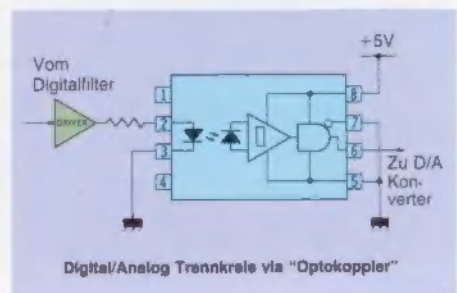 +5V
Vom
Digitalfilter
DRIVER
1
2
3
4
8
7
6
5
Zu D/A
Kon-
verter
Digital/Analog Trennkreis via "Optokoppler"